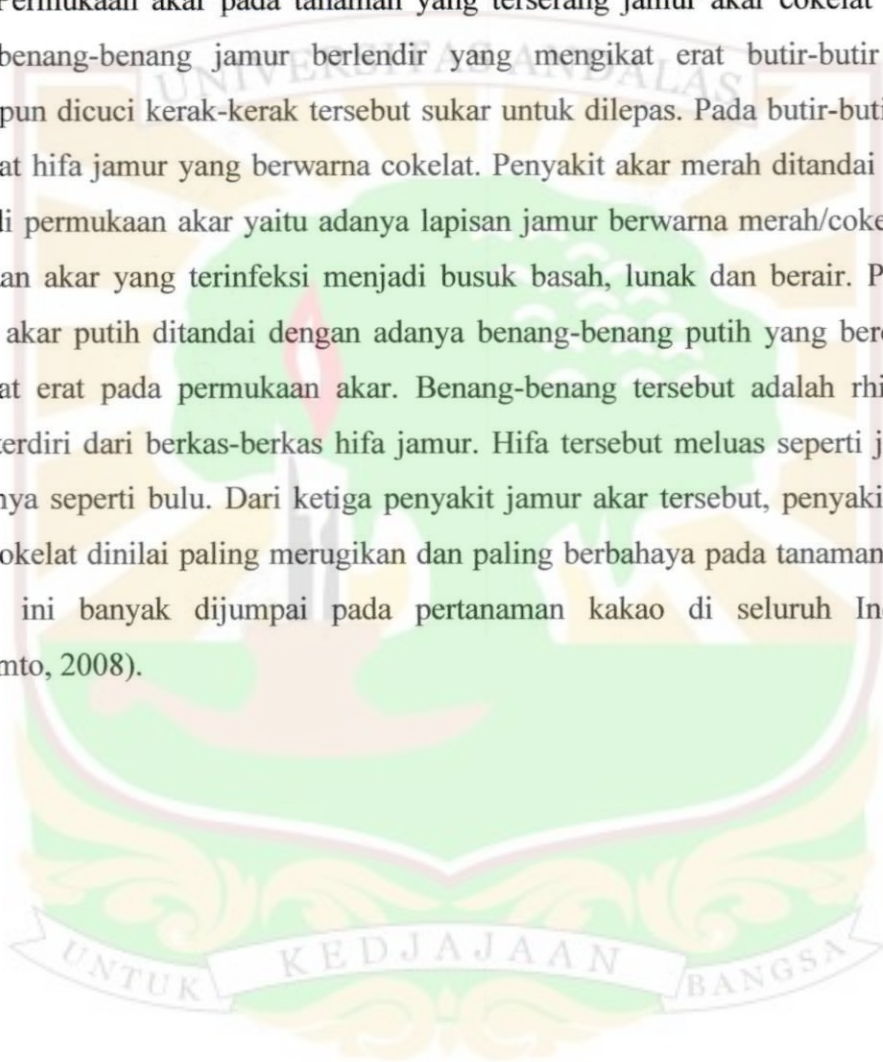 Permukaan akar pada tanaman yang terserang jamur akar cokelat
benang-benang jamur berlendir yang mengikat erat butir-butir
pun dicuci kerak-kerak tersebut sukar untuk dilepas. Pada butir-buti
at hifa jamur yang berwarna cokelat. Penyakit akar merah ditandai
di permukaan akar yaitu adanya lapisan jamur berwarna merah/coke
an akar yang terinfeksi menjadi busuk basah, lunak dan berair. P
akar putih ditandai dengan adanya benang-benang putih yang ber
at erat pada permukaan akar. Benang-benang tersebut adalah rhi
terdiri dari berkas-berkas hifa jamur. Hifa tersebut meluas seperti j
nya seperti bulu. Dari ketiga penyakit jamur akar tersebut, penyaki
okelat dinilai paling merugikan dan paling berbahaya pada tanaman
ini banyak dijumpai pada pertanaman kakao di seluruh In
mto, 2008).
UNIVERSITAS ANDALAS
UNTUK KEDJAJAAN BANGSA